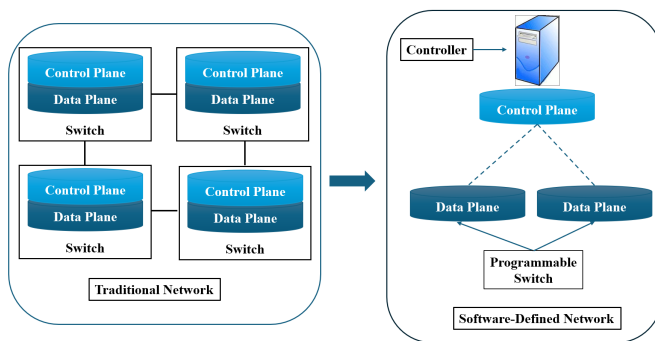 Control Plane
Data Plane
Switch
Control Plane
Data Plane
Switch
Control Plane
Data Plane
Switch
Control Plane
Data Plane
Switch
Traditional Network
Controller
Control Plane
Data Plane
Data Plane
Programmable
Switch
Software-Defined Network